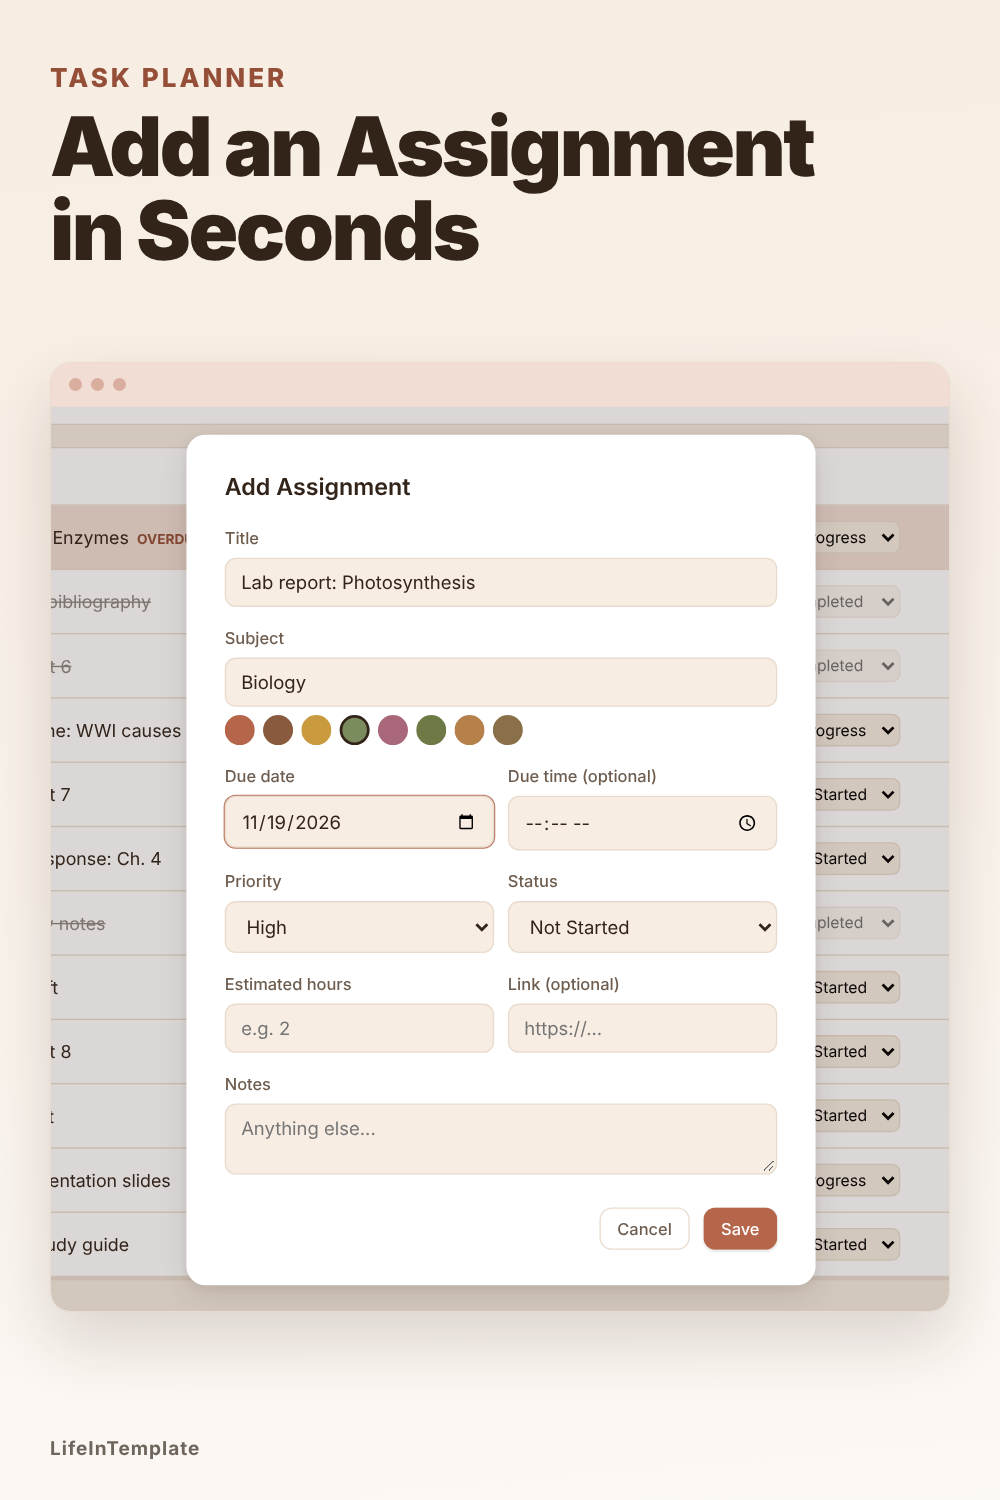 TASK PLANNER
Add an Assignment
in Seconds
Add Assignment
Title
Lab report: Photosynthesis
Subject
Biology
Due date
Due time (optional)
11/19/2026
--:-- --
Priority
Status
High
Not Started
Estimated hours
Link (optional)
e.g. 2
https://...
Notes
Anything else...
Cancel
Save
Enzymes
bibliography
t 6
ne: WWI causes
t 7
sponse: Ch. 4
notes
t 8
entation slides
udy guide
ogress
pleted
pleted
ogress
Started
Started
pleted
Started
Started
Started
ogress
Started
LifeInTemplate